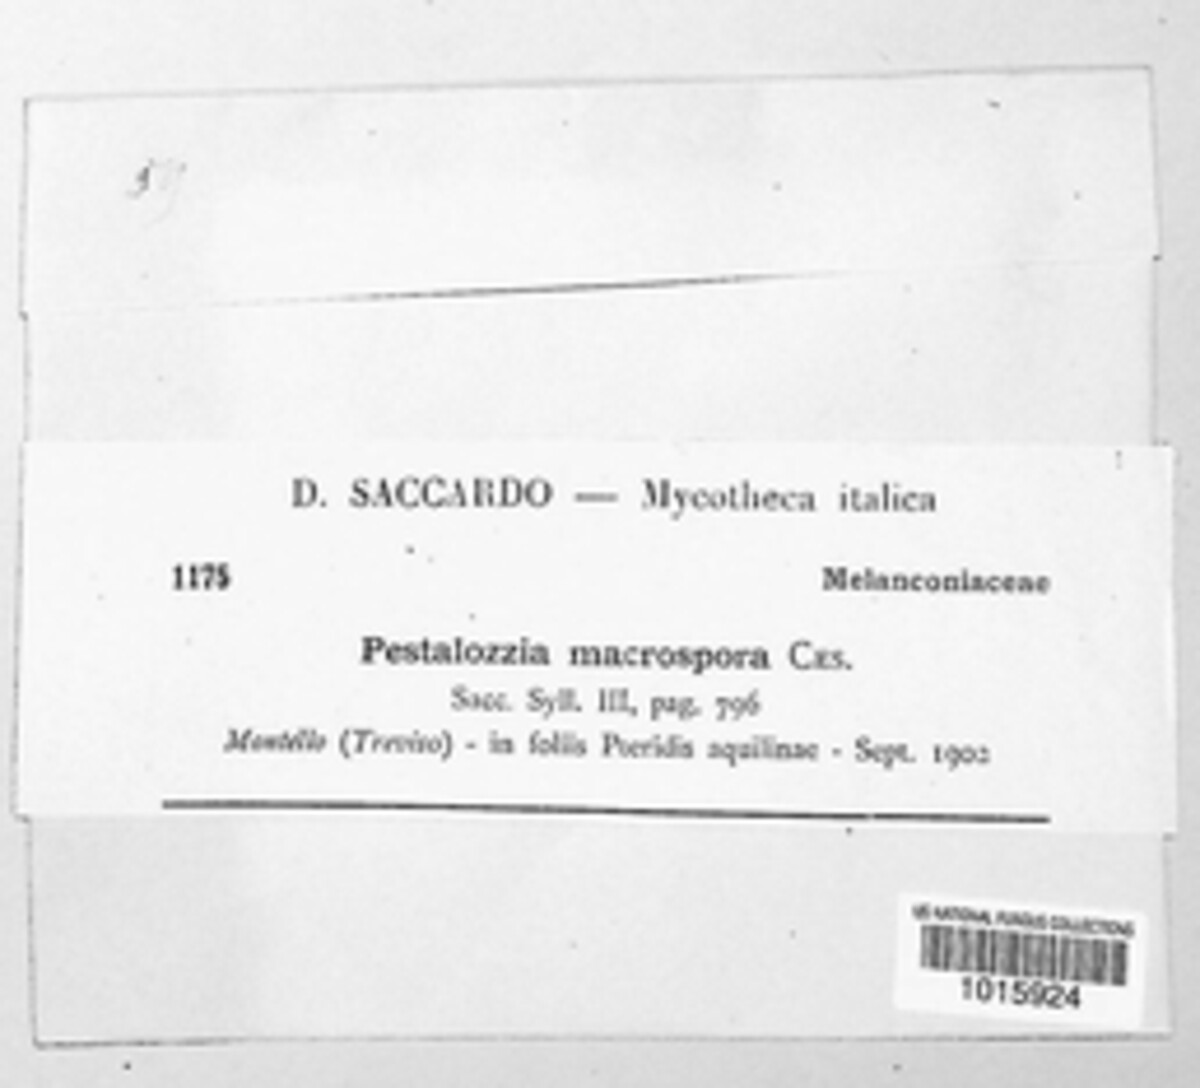 D. SACCARDO — Mycotheca italica
1175
Melanconiaceae
Pestalozzia macrospora Ces.
Sacc. Syll. III, pag. 796
Montello (Treviso) - in foliis Pteridis aquilinae - Sept. 1902
US NATIONAL FUNGUS COLLECTIONS
1015924